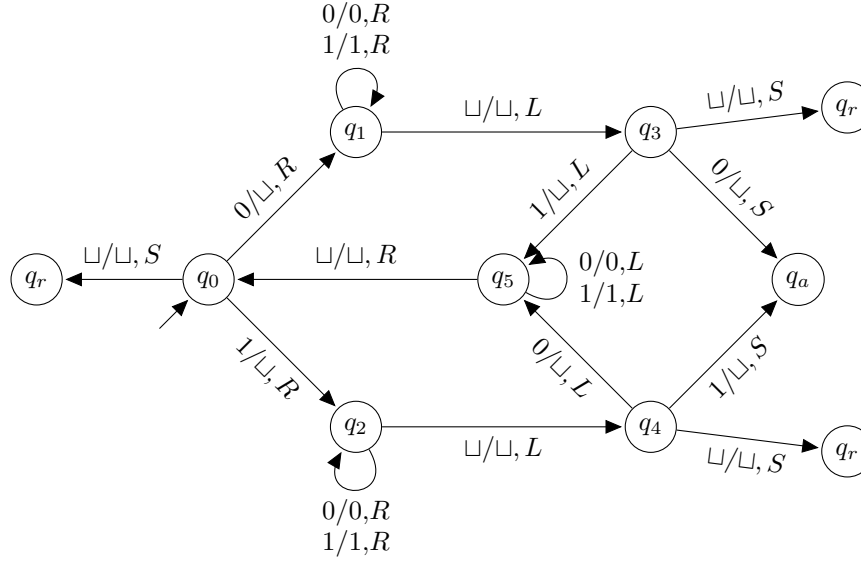 0/0,R
1/1,R
⊔/⊔, L
⊔/⊔, S
q₁
q₃
qᵣ
0/⊔, R
1/⊔, L
0/⊔, S
⊔/⊔, S
⊔/⊔, R
0/0,L
1/1,L
qᵣ
q₀
q₅
qₐ
1/⊔, R
0/⊔, L
1/⊔, S
q₂
q₄
qᵣ
⊔/⊔, L
⊔/⊔, S
0/0,R
1/1,R